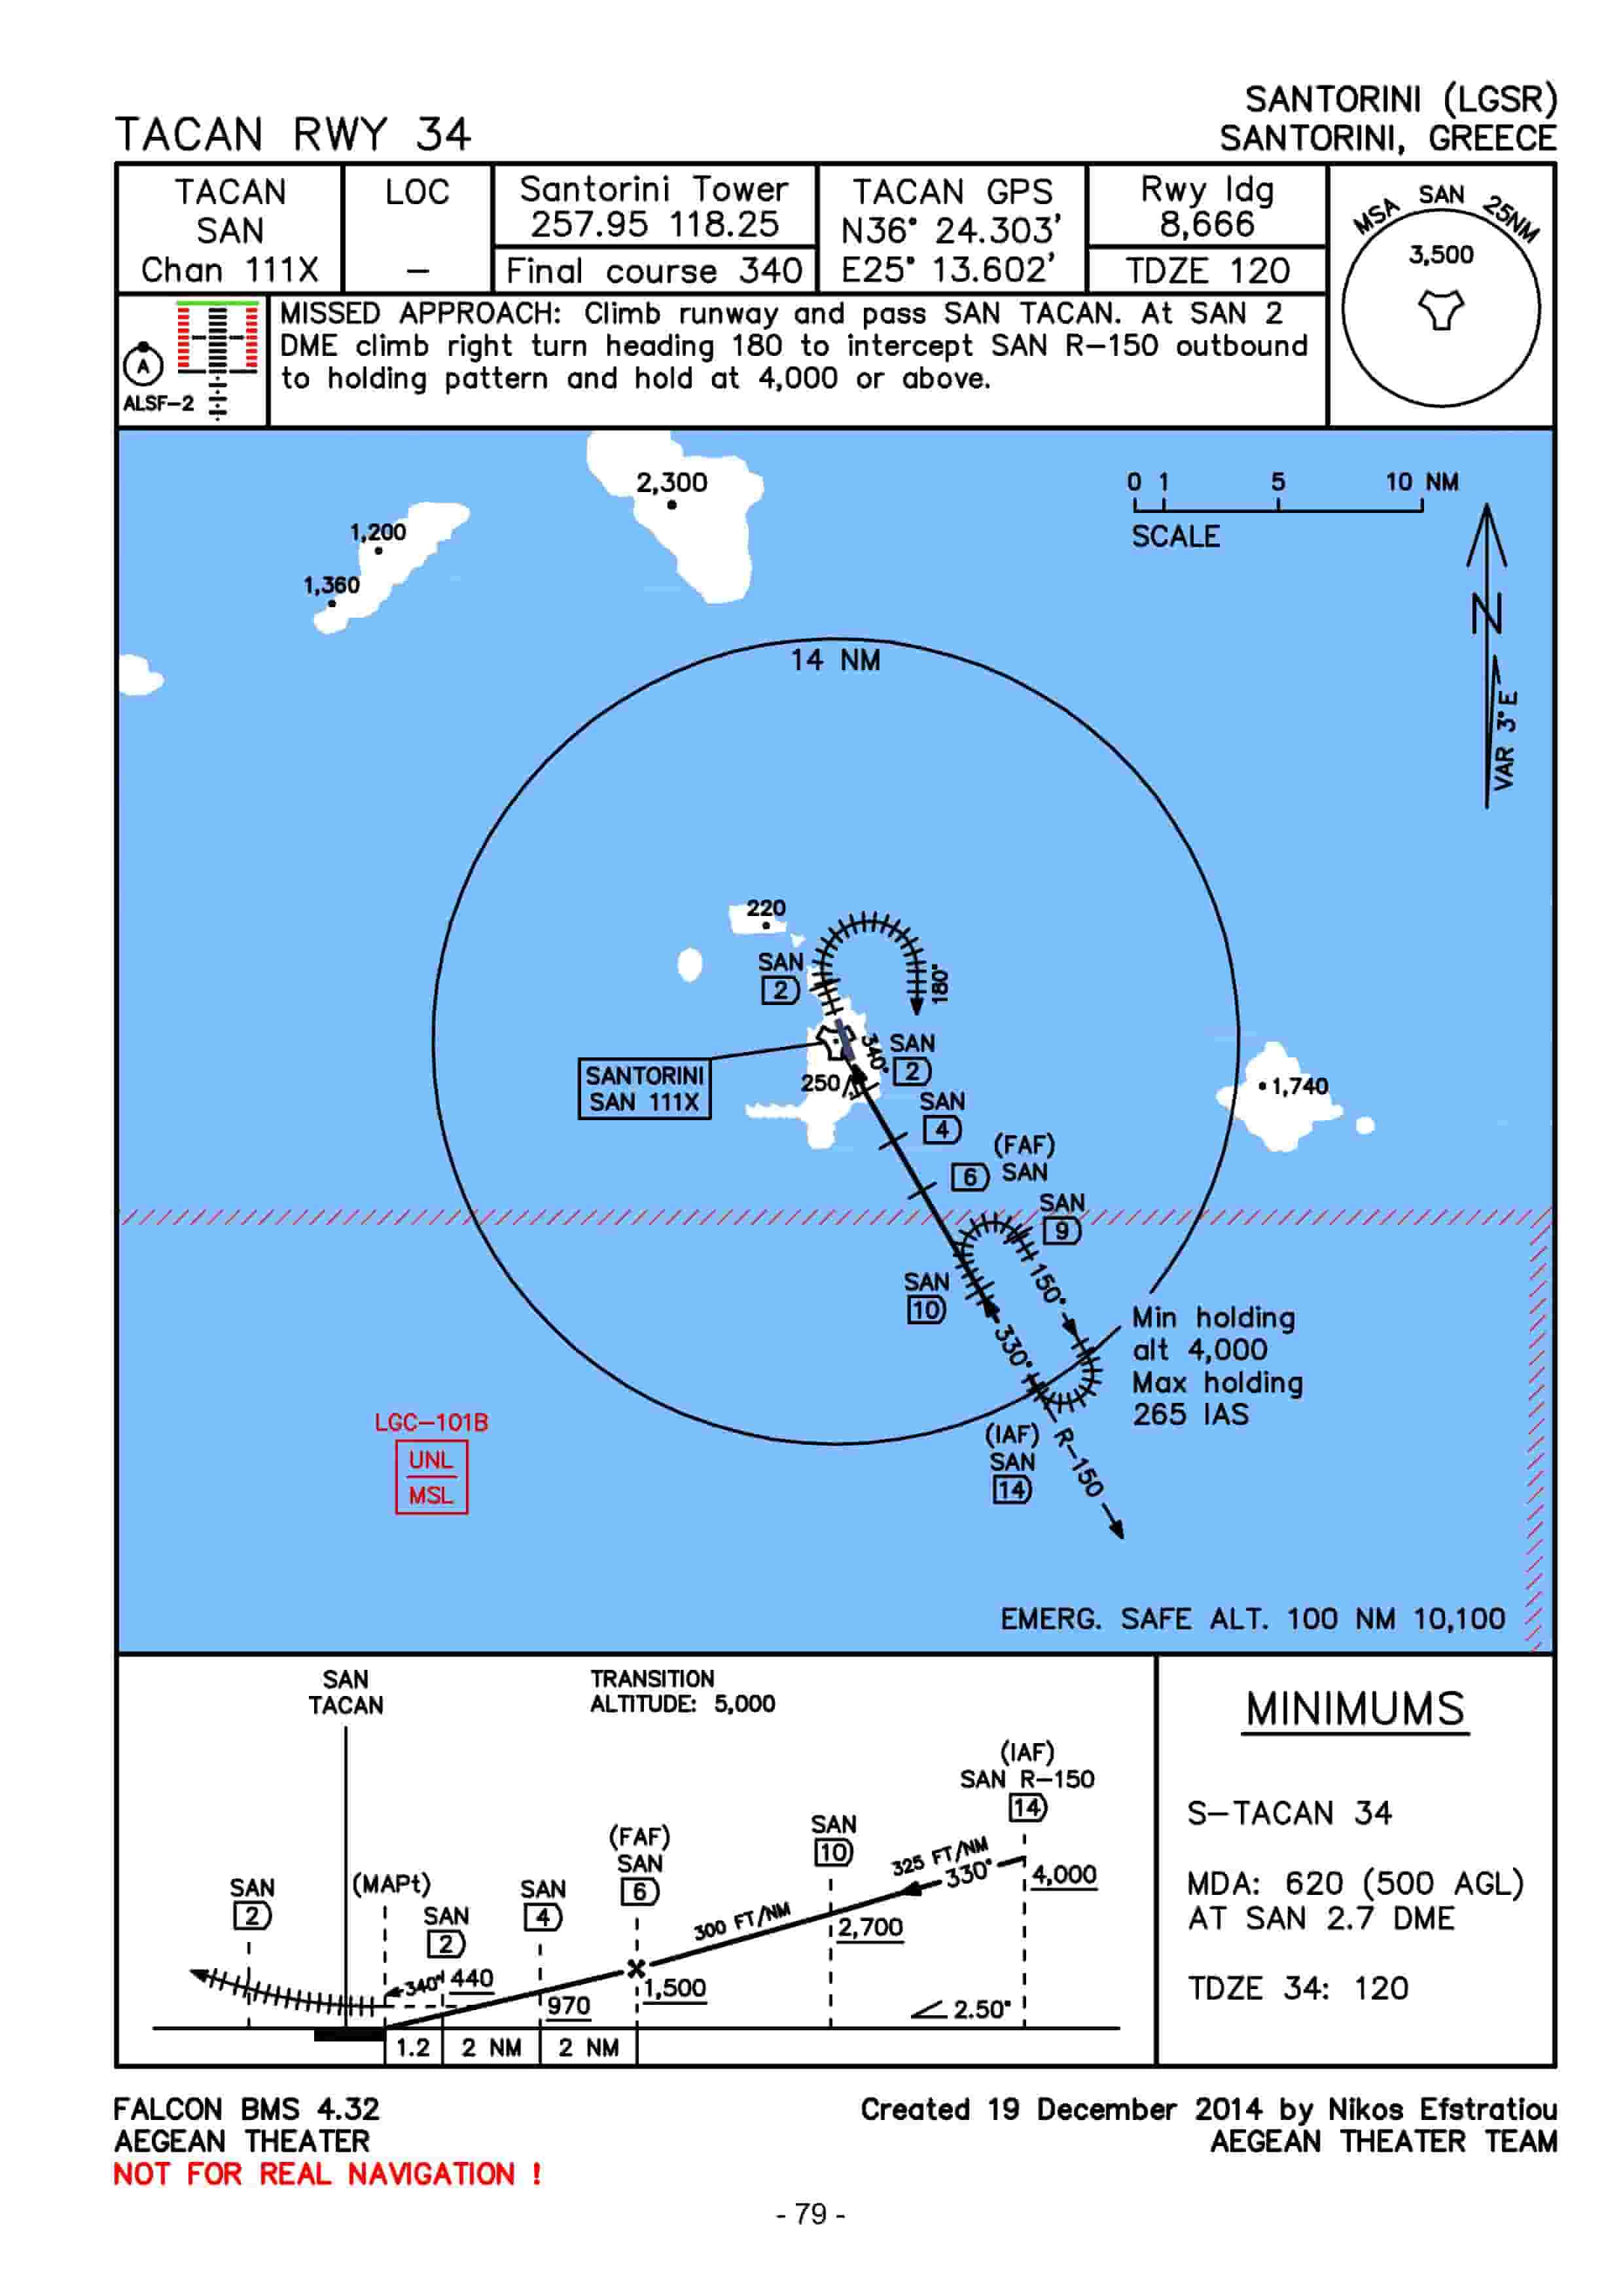 SANTORINI (LGSR)
TACAN RWY 34
SANTORINI, GREECE
TACAN
SAN
Chan 111X
LOC
–
Santorini Tower
257.95 118.25
Final course 340
TACAN GPS
N36° 24.303'
E25° 13.602'
Rwy ldg
8,666
TDZE 120
MSA SAN 25NM
3,500
A
ALSF-2
MISSED APPROACH: Climb runway and pass SAN TACAN. At SAN 2
DME climb right turn heading 180 to intercept SAN R-150 outbound
to holding pattern and hold at 4,000 or above.
2,300
1,200
1,360
0 1 5 10 NM
SCALE
N
VAR 3°E
14 NM
220
SAN
2
180°
340°
SAN
2
SANTORINI
SAN 111X
250
SAN
4
(FAF)
6 SAN
1,740
SAN
9
SAN
10
150°
330°
Min holding
alt 4,000
Max holding
265 IAS
(IAF)
SAN
14
R-150
LGC-101B
UNL
MSL
EMERG. SAFE ALT. 100 NM 10,100
SAN
TACAN
TRANSITION
ALTITUDE: 5,000
(IAF)
SAN R-150
14
SAN
10
(FAF)
SAN
6
SAN
4
(MAPt)
SAN
2
SAN
2
325 FT/NM
330°
4,000
300 FT/NM
2,700
340°
440
970
1,500
2.50°
1.2
2 NM
2 NM
MINIMUMS
S-TACAN 34
MDA: 620 (500 AGL)
AT SAN 2.7 DME
TDZE 34: 120
FALCON BMS 4.32
AEGEAN THEATER
NOT FOR REAL NAVIGATION !
Created 19 December 2014 by Nikos Efstratiou
AEGEAN THEATER TEAM
- 79 -